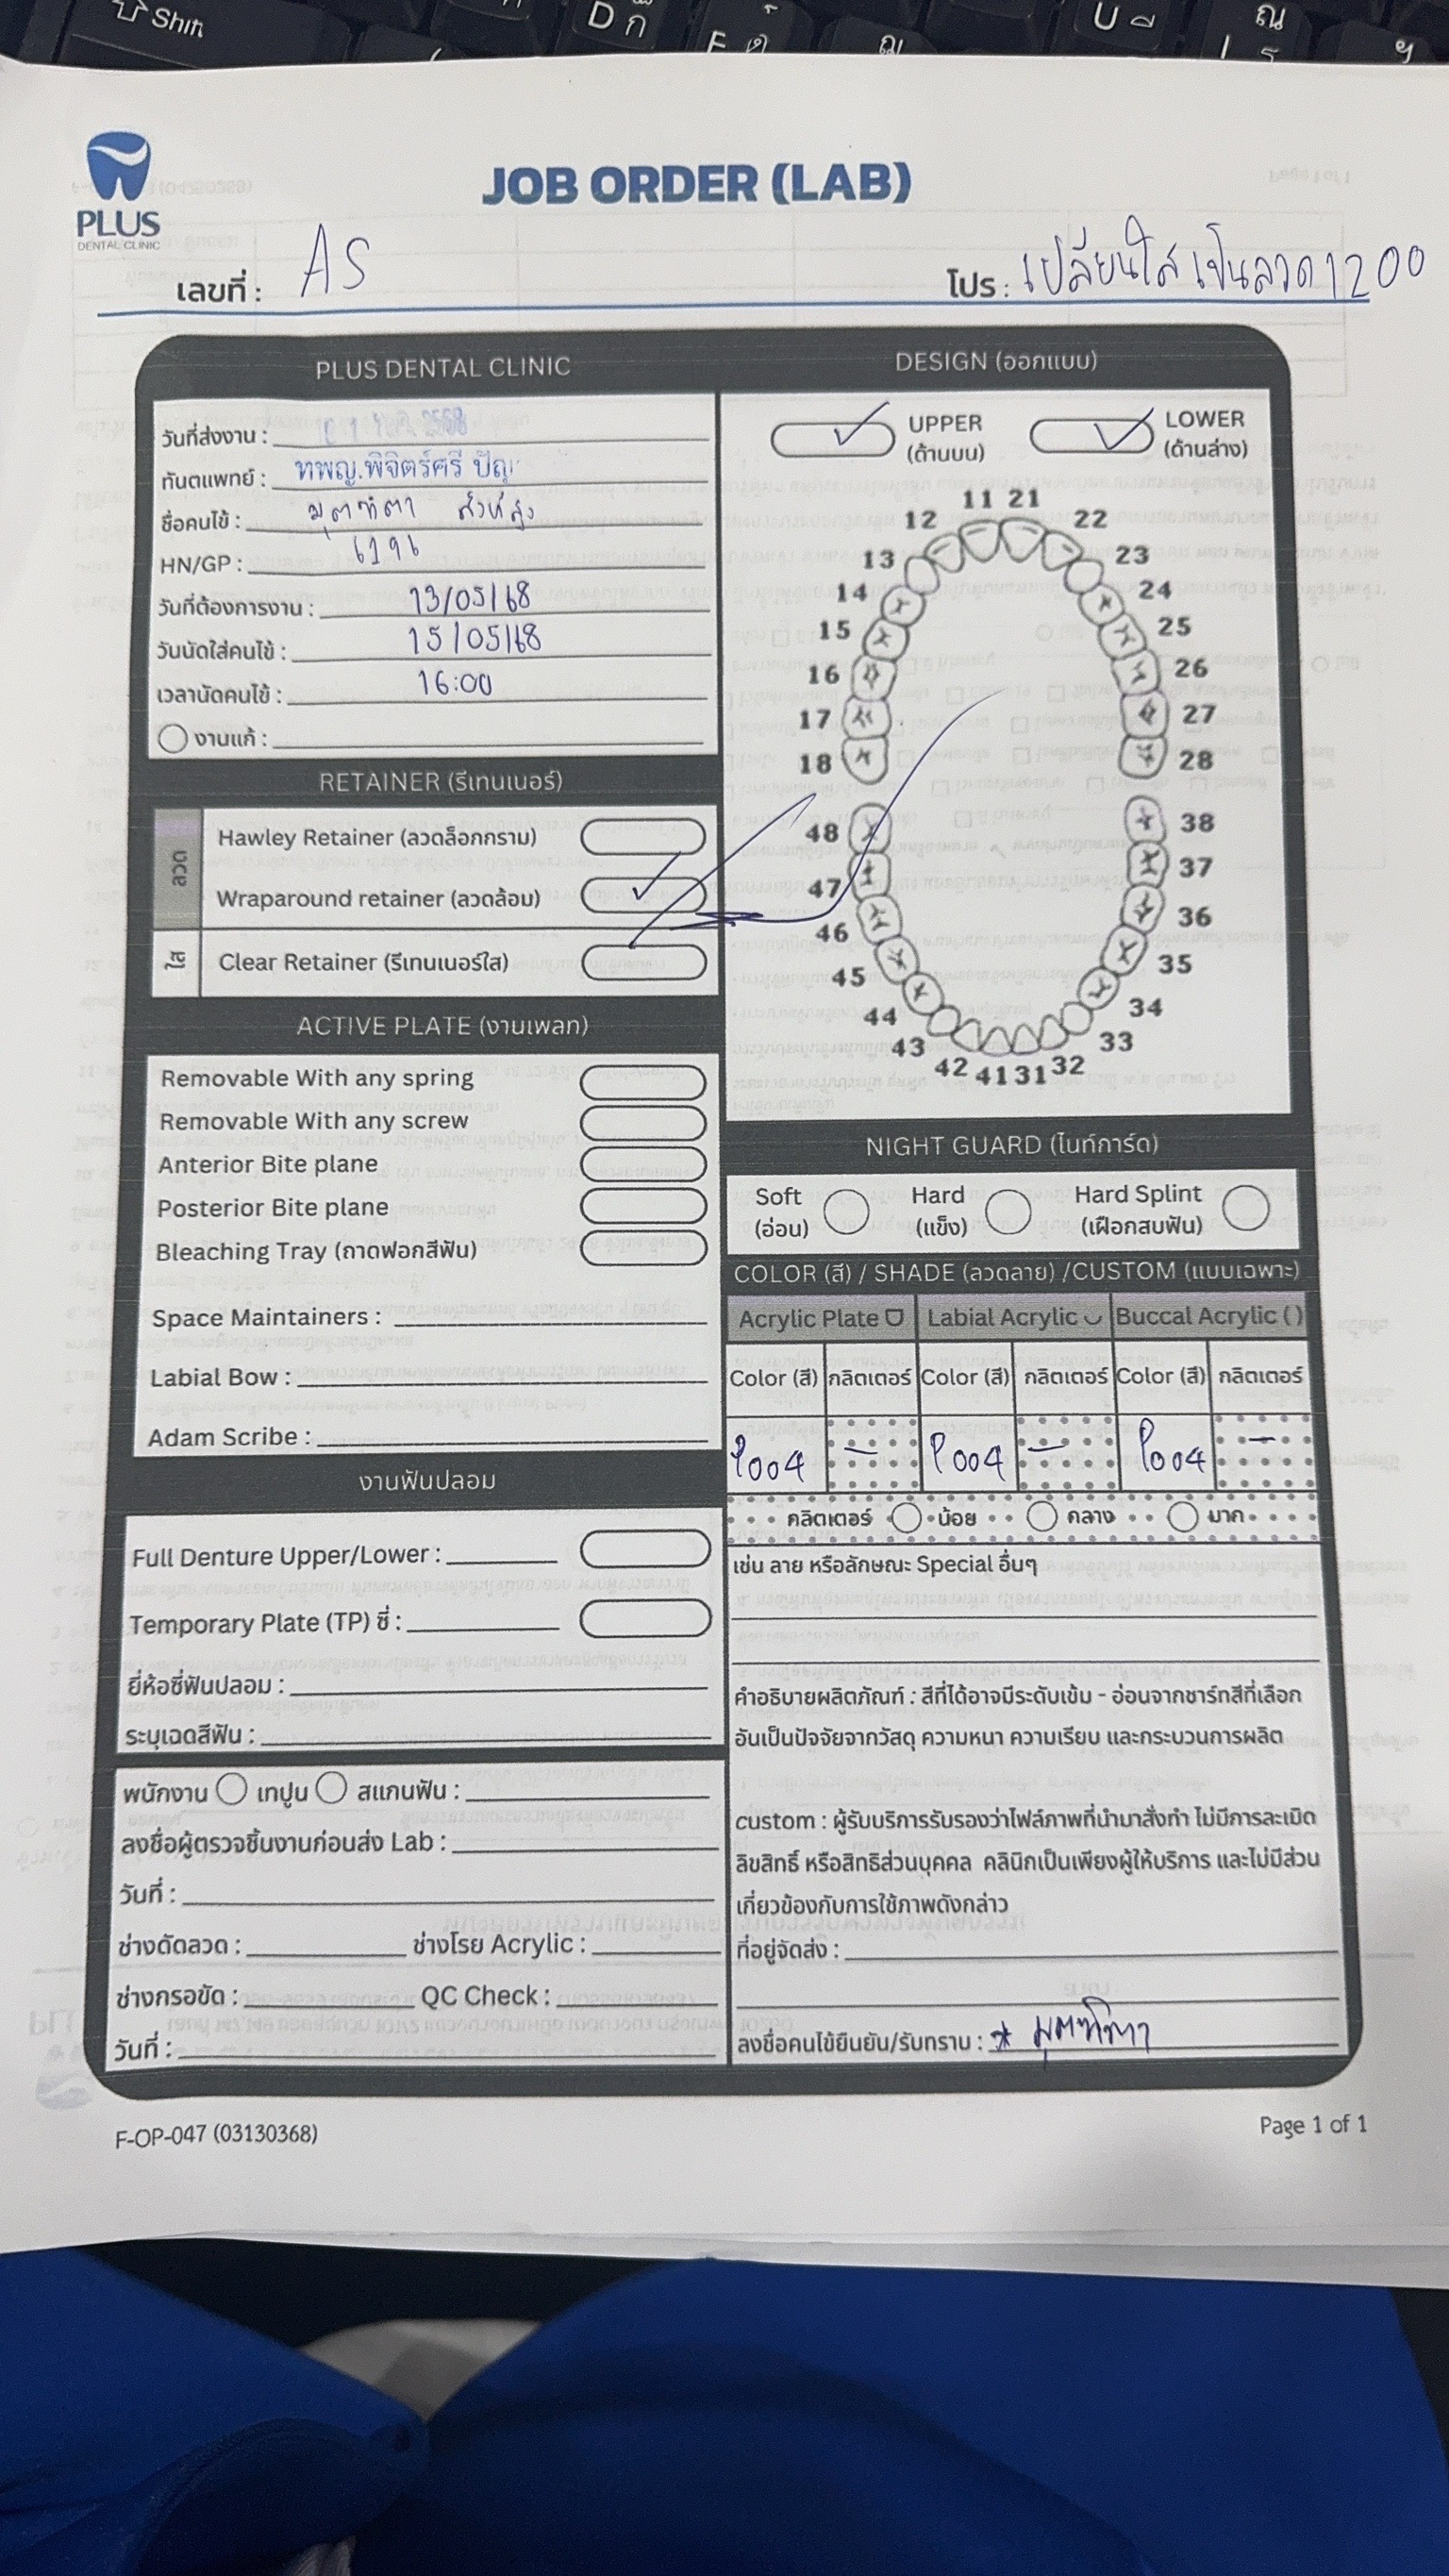 Shift
D ก
F ด
U
ณ
PLUS
DENTAL CLINIC
JOB ORDER (LAB)
เลขที่ : AS
โปร : เปลี่ยนใส เป็นลวด 1200
PLUS DENTAL CLINIC
วันที่ส่งงาน : 2568
ทันตแพทย์ : ทพญ.พิจิตร์ศรี ปัญ
ชื่อคนไข้ : มุตฑิตา
HN/GP : 6196
วันที่ต้องการงาน : 13/05/68
วันนัดใส่คนไข้ : 15/05/68
เวลานัดคนไข้ : 16:00
งานแก้ :
RETAINER (รีเทนเนอร์)
ลวด
Hawley Retainer (ลวดล็อกกราม)
Wraparound retainer (ลวดล้อม)
ใส
Clear Retainer (รีเทนเนอร์ใส)
ACTIVE PLATE (งานเพลท)
Removable With any spring
Removable With any screw
Anterior Bite plane
Posterior Bite plane
Bleaching Tray (ถาดฟอกสีฟัน)
Space Maintainers :
Labial Bow :
Adam Scribe :
งานฟันปลอม
Full Denture Upper/Lower :
Temporary Plate (TP) ซี่ :
ยี่ห้อซี่ฟันปลอม :
ระบุเฉดสีฟัน :
พนักงาน เทปูน สแกนฟัน :
ลงชื่อผู้ตรวจชิ้นงานก่อนส่ง Lab :
วันที่ :
ช่างดัดลวด : ช่างโรย Acrylic :
ช่างกรอขัด : QC Check :
วันที่ :
DESIGN (ออกแบบ)
UPPER
(ด้านบน)
LOWER
(ด้านล่าง)
11 21
12 22
13 23
14 24
15 25
16 26
17 27
18 28
48 38
47 37
46 36
45 35
44 34
43 33
42 41 31 32
NIGHT GUARD (ไนท์การ์ด)
Soft
(อ่อน)
Hard
(แข็ง)
Hard Splint
(เฝือกสบฟัน)
COLOR (สี) / SHADE (ลวดลาย) /CUSTOM (แบบเฉพาะ)
Acrylic Plate Labial Acrylic Buccal Acrylic ( )
Color (สี) กลิตเตอร์ Color (สี) กลิตเตอร์ Color (สี) กลิตเตอร์
P004 - P004 - P004 -
กลิตเตอร์ น้อย กลาง มาก
เช่น ลาย หรือลักษณะ Special อื่นๆ
คำอธิบายผลิตภัณฑ์ : สีที่ได้อาจมีระดับเข้ม - อ่อนจากชาร์ทสีที่เลือก
อันเป็นปัจจัยจากวัสดุ ความหนา ความเรียบ และกระบวนการผลิต
custom : ผู้รับบริการรับรองว่าไฟล์ภาพที่นำมาสั่งทำ ไม่มีการละเมิด
ลิขสิทธิ์ หรือสิทธิส่วนบุคคล คลินิกเป็นเพียงผู้ให้บริการ และไม่มีส่วน
เกี่ยวข้องกับการใช้ภาพดังกล่าว
ที่อยู่จัดส่ง :
ลงชื่อคนไข้ยืนยัน/รับทราบ : * มุตฑิตา
F-OP-047 (03130368)
Page 1 of 1